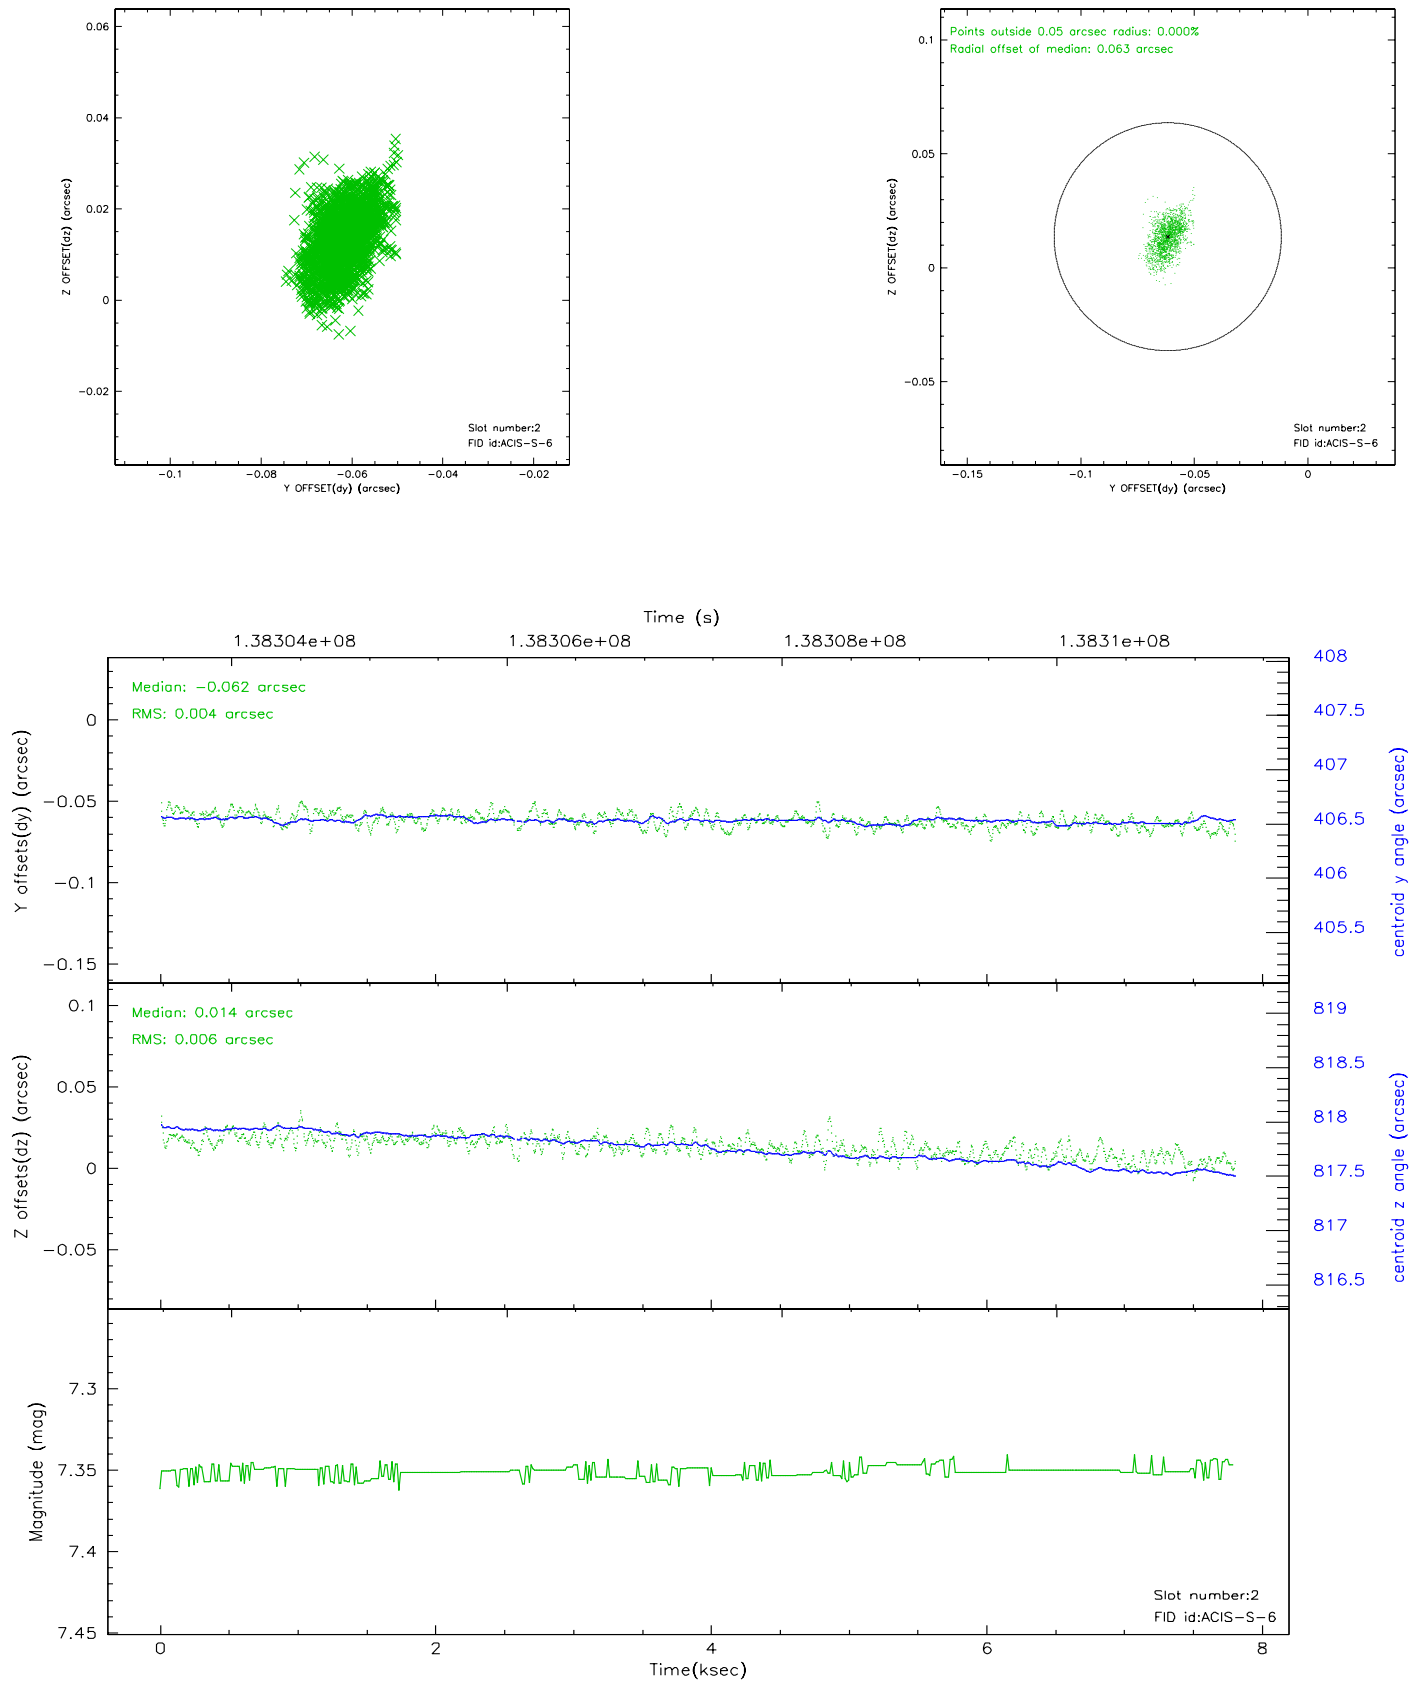 0.06
0.04
0.02
0
−0.02
Z OFFSET(dz) (arcsec)
Slot number:2
FID id:ACIS−S−6
−0.1
−0.08
−0.06
−0.04
−0.02
Y OFFSET(dy) (arcsec)
Points outside 0.05 arcsec radius: 0.000%
Radial offset of median: 0.063 arcsec
0.1
0.05
0
−0.05
Z OFFSET(dz) (arcsec)
Slot number:2
FID id:ACIS−S−6
−0.15
−0.1
−0.05
0
Y OFFSET(dy) (arcsec)
Time (s)
1.38304e+08
1.38306e+08
1.38308e+08
1.3831e+08
Median: −0.062 arcsec
RMS: 0.004 arcsec
0
−0.05
−0.1
−0.15
Y offsets(dy) (arcsec)
408
407.5
407
406.5
406
405.5
centroid y angle (arcsec)
Median: 0.014 arcsec
RMS: 0.006 arcsec
0.1
0.05
0
−0.05
Z offsets(dz) (arcsec)
819
818.5
818
817.5
817
816.5
centroid z angle (arcsec)
7.3
7.35
7.4
7.45
Magnitude (mag)
Slot number:2
FID id:ACIS−S−6
0
2
4
6
8
Time(ksec)